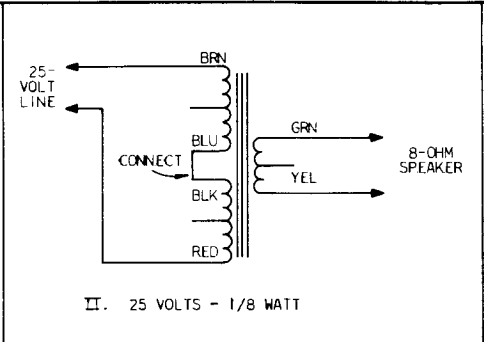 BRN
25-
VOLT
LINE
BLU
CONNECT
BLK
RED
GRN
YEL
8-OHM
SPEAKER
II. 25 VOLTS - 1/8 WATT